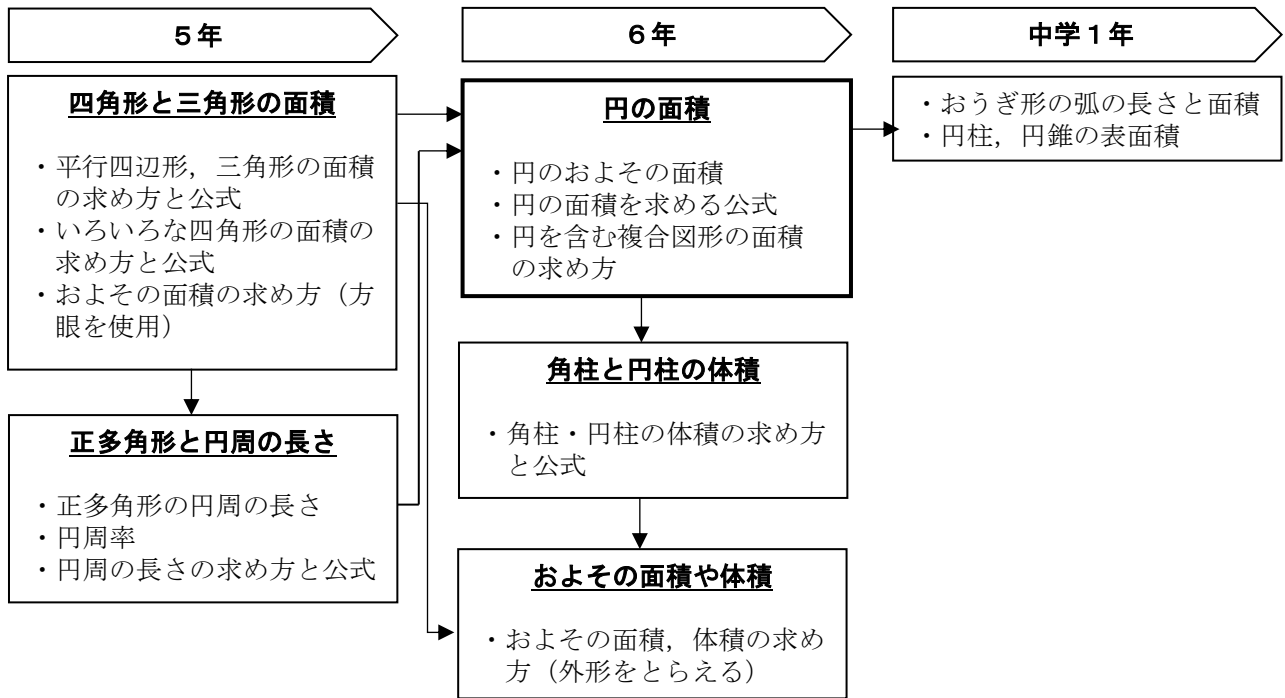 ５年
６年
中学１年
四角形と三角形の面積
・平行四辺形，三角形の面積
の求め方と公式
・いろいろな四角形の面積の
求め方と公式
・およその面積の求め方（方
眼を使用）
正多角形と円周の長さ
・正多角形の円周の長さ
・円周率
・円周の長さの求め方と公式
円の面積
・円のおよその面積
・円の面積を求める公式
・円を含む複合図形の面積
の求め方
角柱と円柱の体積
・角柱・円柱の体積の求め方
と公式
およその面積や体積
・およその面積，体積の求め
方（外形をとらえる）
・おうぎ形の弧の長さと面積
・円柱，円錐の表面積